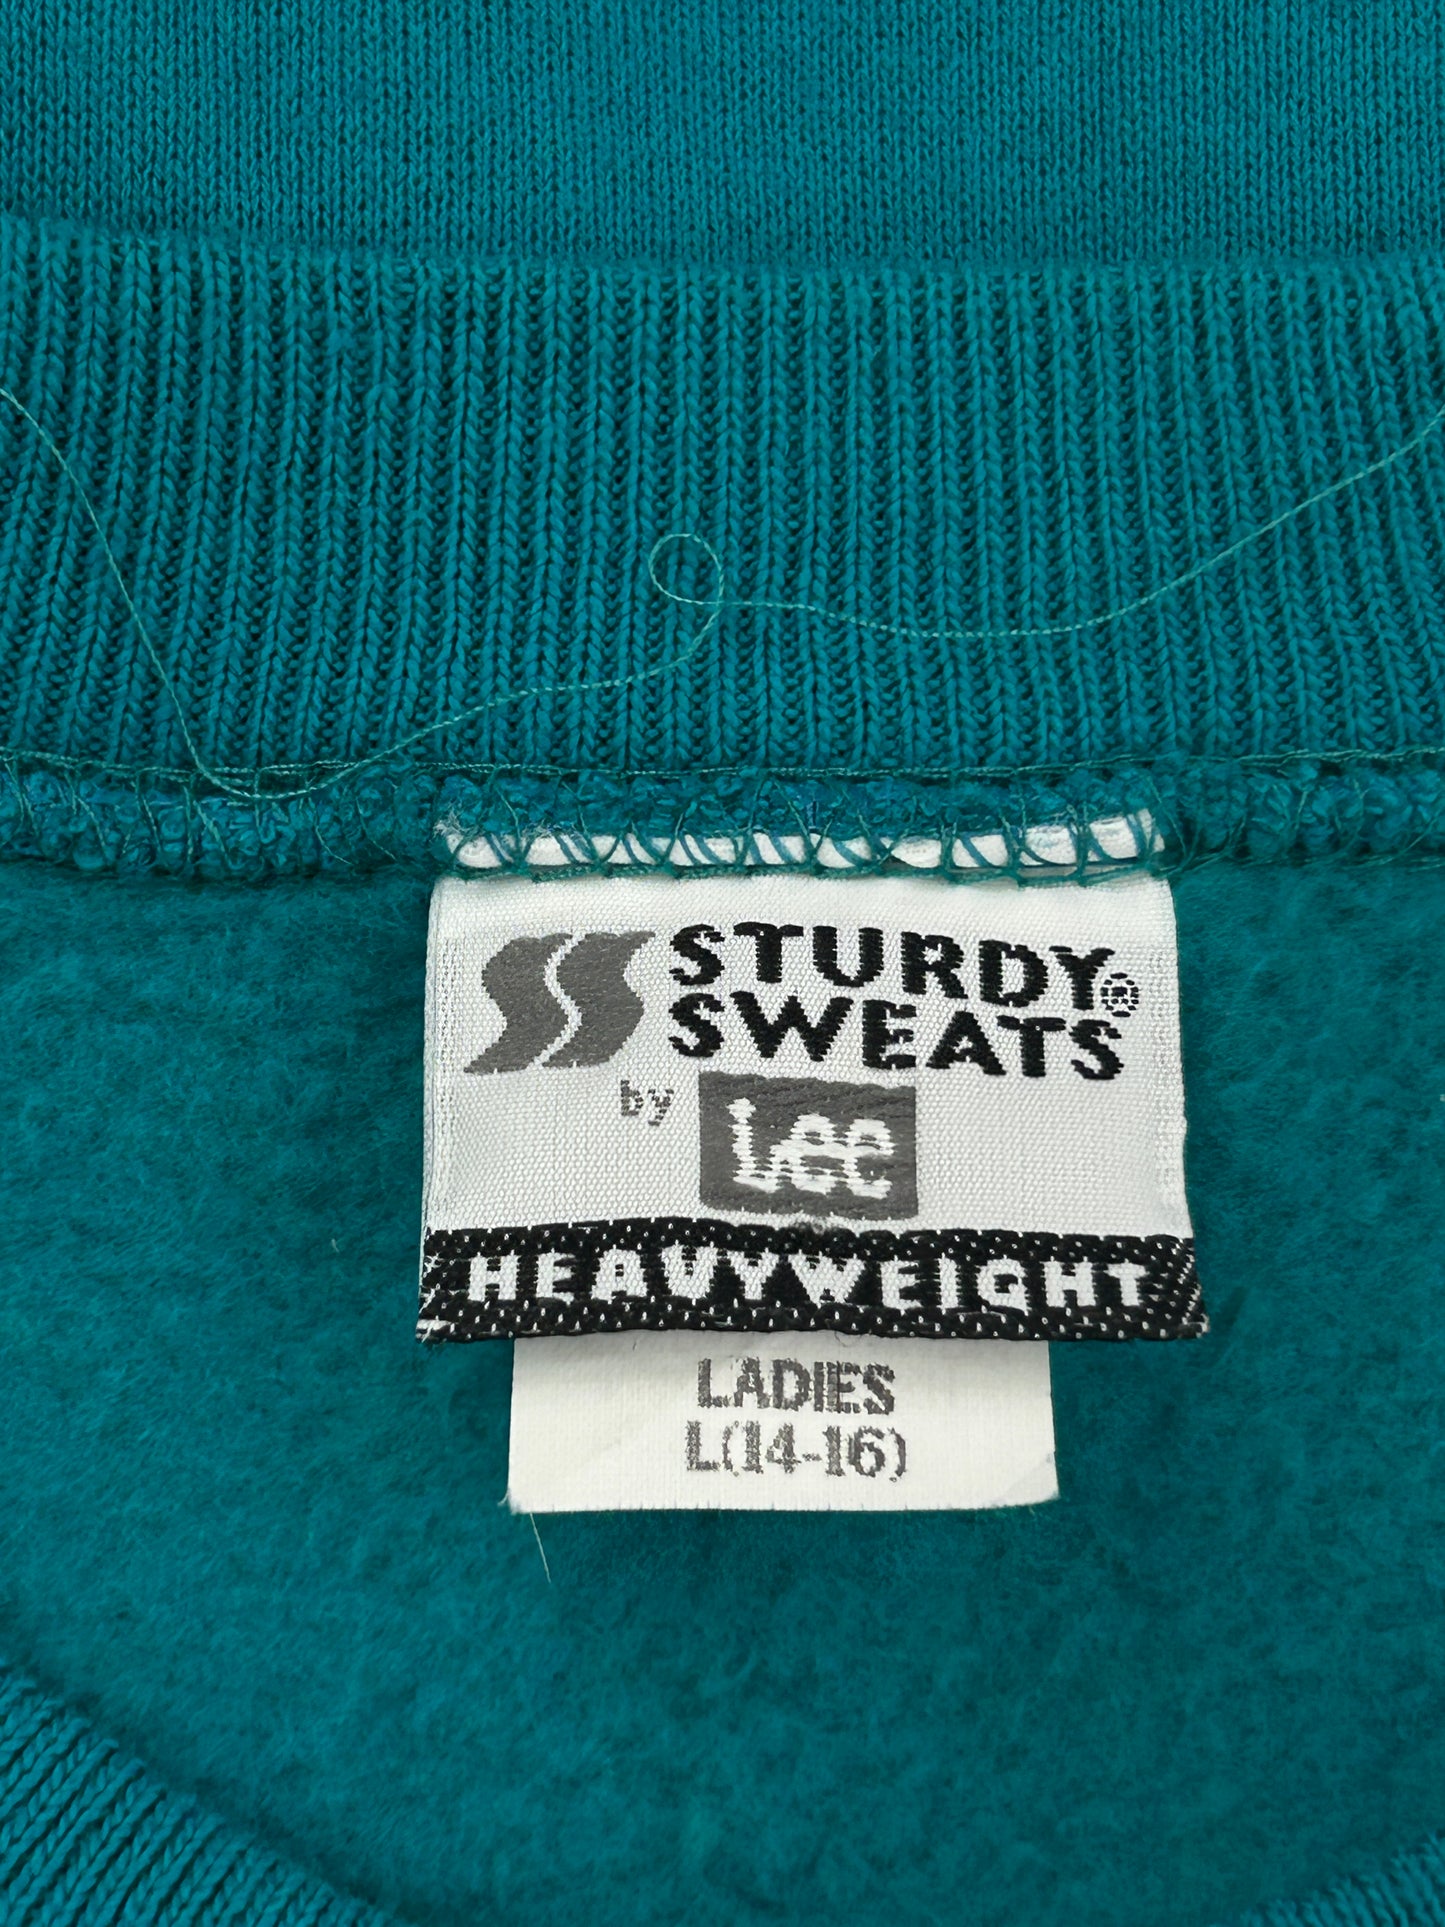 STURDY®
SWEATS
by Lee
HEAVYWEIGHT
LADIES
L(14-16)